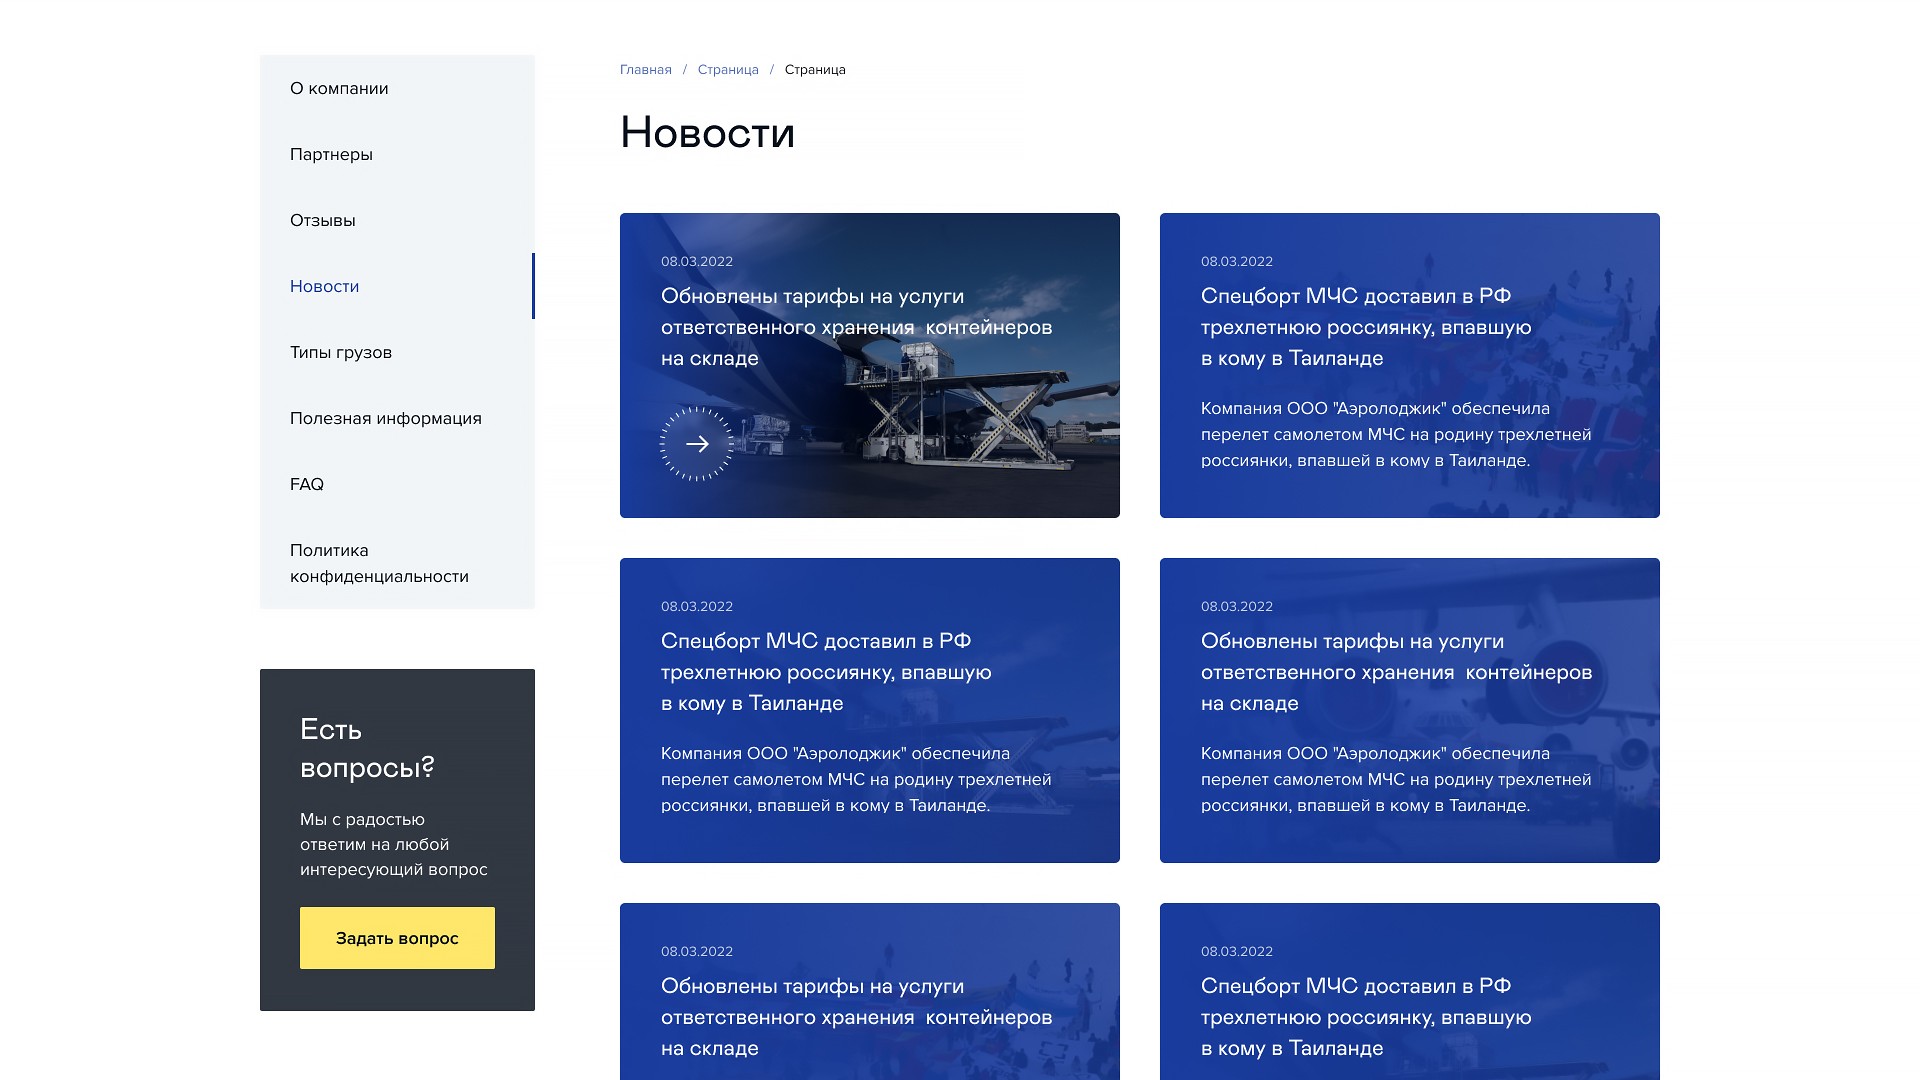 О компании
Партнеры
Отзывы
Новости
Типы грузов
Полезная информация
FAQ
Политика
конфиденциальности
Есть
вопросы?
Мы с радостью
ответим на любой
интересующий вопрос
Задать вопрос
Главная / Страница / Страница
Новости
08.03.2022
Обновлены тарифы на услуги
ответственного хранения контейнеров
на складе
08.03.2022
Спецборт МЧС доставил в РФ
трехлетнюю россиянку, впавшую
в кому в Таиланде
Компания ООО "Аэролоджик" обеспечила
перелет самолетом МЧС на родину трехлетней
россиянки, впавшей в кому в Таиланде.
08.03.2022
Спецборт МЧС доставил в РФ
трехлетнюю россиянку, впавшую
в кому в Таиланде
Компания ООО "Аэролоджик" обеспечила
перелет самолетом МЧС на родину трехлетней
россиянки, впавшей в кому в Таиланде.
08.03.2022
Обновлены тарифы на услуги
ответственного хранения контейнеров
на складе
Компания ООО "Аэролоджик" обеспечила
перелет самолетом МЧС на родину трехлетней
россиянки, впавшей в кому в Таиланде.
08.03.2022
Обновлены тарифы на услуги
ответственного хранения контейнеров
на складе
08.03.2022
Спецборт МЧС доставил в РФ
трехлетнюю россиянку, впавшую
в кому в Таиланде